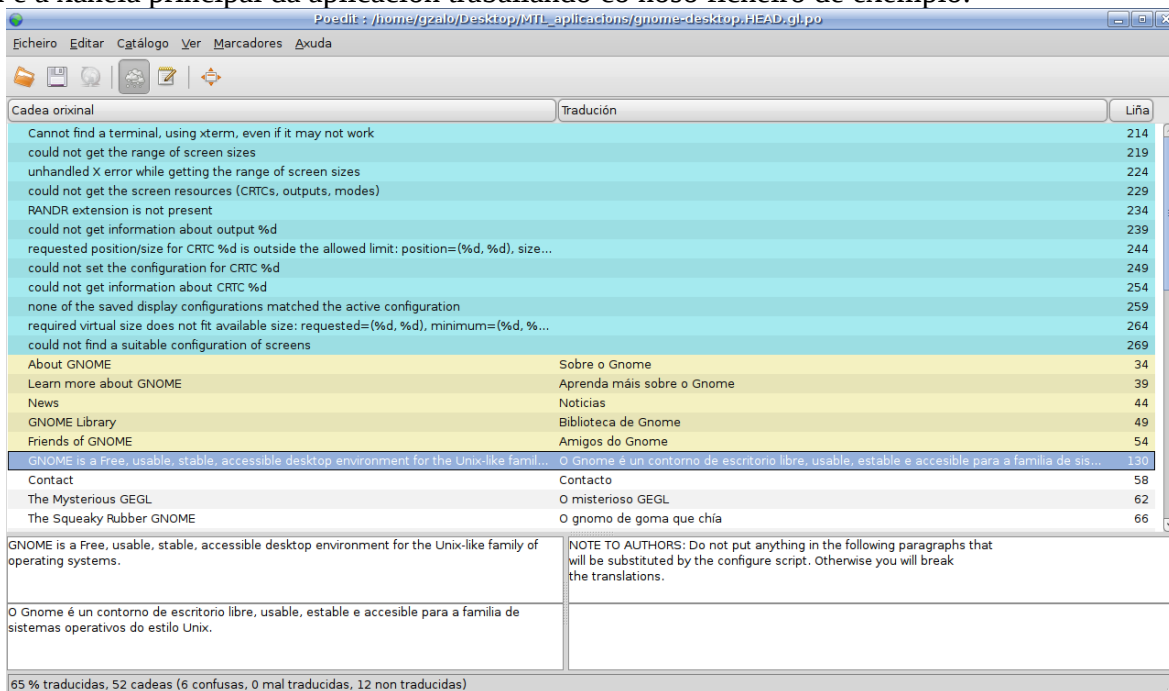 é a xanela principal da aplicación traballando co noso ficheiro de exemplo:
Poedit : /home/gzalo/Desktop/MTL_aplicacions/gnome-desktop.HEAD.gl.po
Ficheiro Editar Catálogo Ver Marcadores Axuda
Cadea orixinal Tradución Liña
Cannot find a terminal, using xterm, even if it may not work 214
could not get the range of screen sizes 219
unhandled X error while getting the range of screen sizes 224
could not get the screen resources (CRTCs, outputs, modes) 229
RANDR extension is not present 234
could not get information about output %d 239
requested position/size for CRTC %d is outside the allowed limit: position=(%d, %d), size... 244
could not set the configuration for CRTC %d 249
could not get information about CRTC %d 254
none of the saved display configurations matched the active configuration 259
required virtual size does not fit available size: requested=(%d, %d), minimum=(%d, %... 264
could not find a suitable configuration of screens 269
About GNOME Sobre o Gnome 34
Learn more about GNOME Aprenda máis sobre o Gnome 39
News Noticias 44
GNOME Library Biblioteca de Gnome 49
Friends of GNOME Amigos do Gnome 54
GNOME is a Free, usable, stable, accessible desktop environment for the Unix-like famil... O Gnome é un contorno de escritorio libre, usable, estable e accesible para a familia de sis... 130
Contact Contacto 58
The Mysterious GEGL O misterioso GEGL 62
The Squeaky Rubber GNOME O gnomo de goma que chía 66
GNOME is a Free, usable, stable, accessible desktop environment for the Unix-like family of
operating systems.
NOTE TO AUTHORS: Do not put anything in the following paragraphs that
will be substituted by the configure script. Otherwise you will break
the translations.
O Gnome é un contorno de escritorio libre, usable, estable e accesible para a familia de
sistemas operativos do estilo Unix.
65 % traducidas, 52 cadeas (6 confusas, 0 mal traducidas, 12 non traducidas)